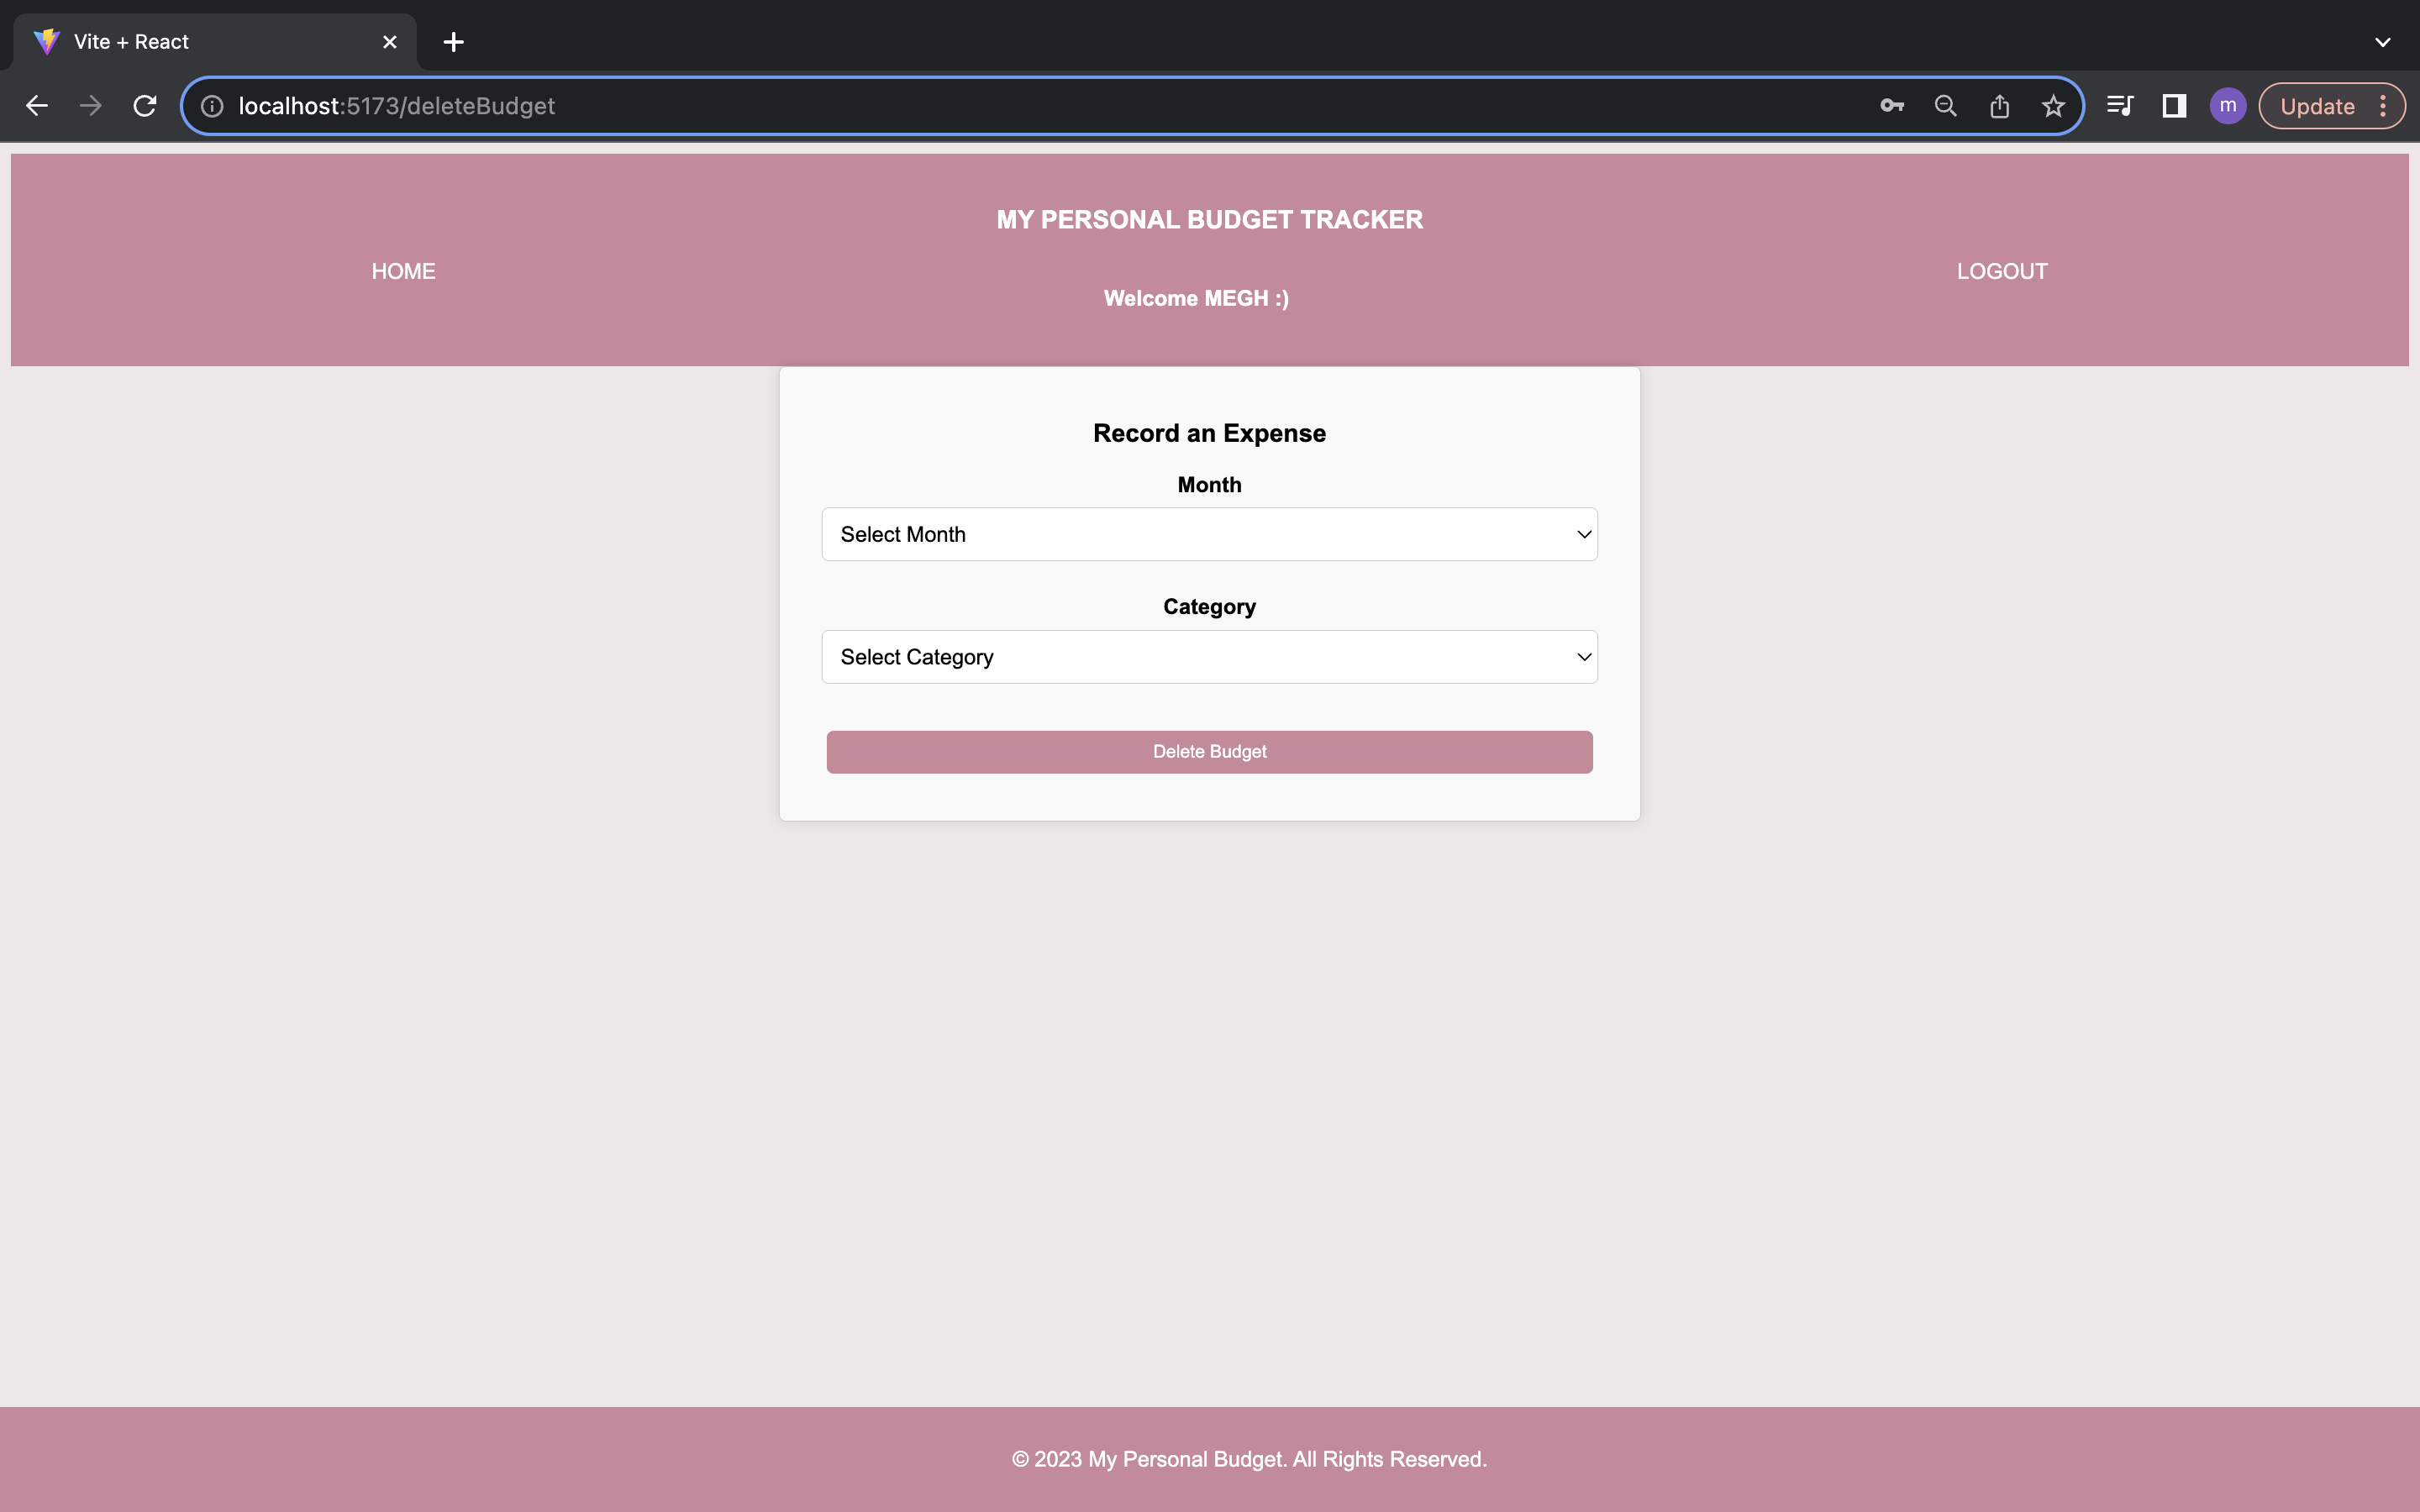 Vite + React
localhost:5173/deleteBudget
m
Update
MY PERSONAL BUDGET TRACKER
HOME
LOGOUT
Welcome MEGH :)
Record an Expense
Month
Select Month
Category
Select Category
Delete Budget
© 2023 My Personal Budget. All Rights Reserved.